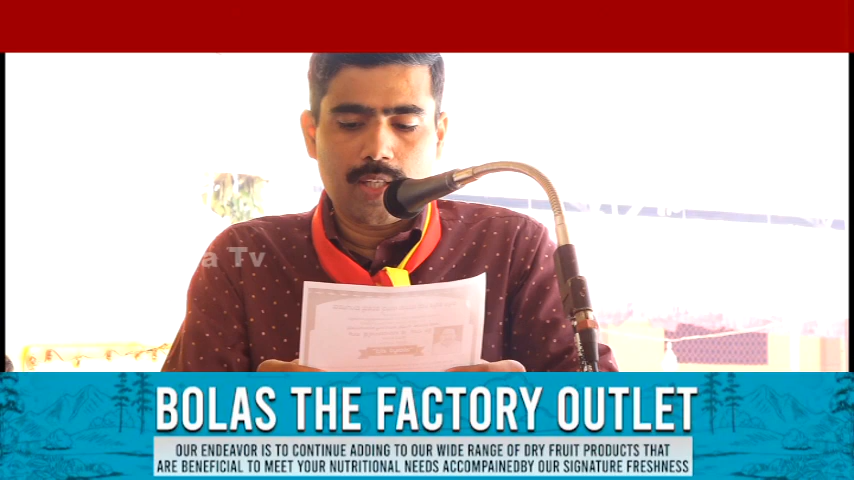 a Tv
BOLAS THE FACTORY OUTLET
OUR ENDEAVOR IS TO CONTINUE ADDING TO OUR WIDE RANGE OF DRY FRUIT PRODUCTS THAT
ARE BENEFICIAL TO MEET YOUR NUTRITIONAL NEEDS ACCOMPAINEDBY OUR SIGNATURE FRESHNESS